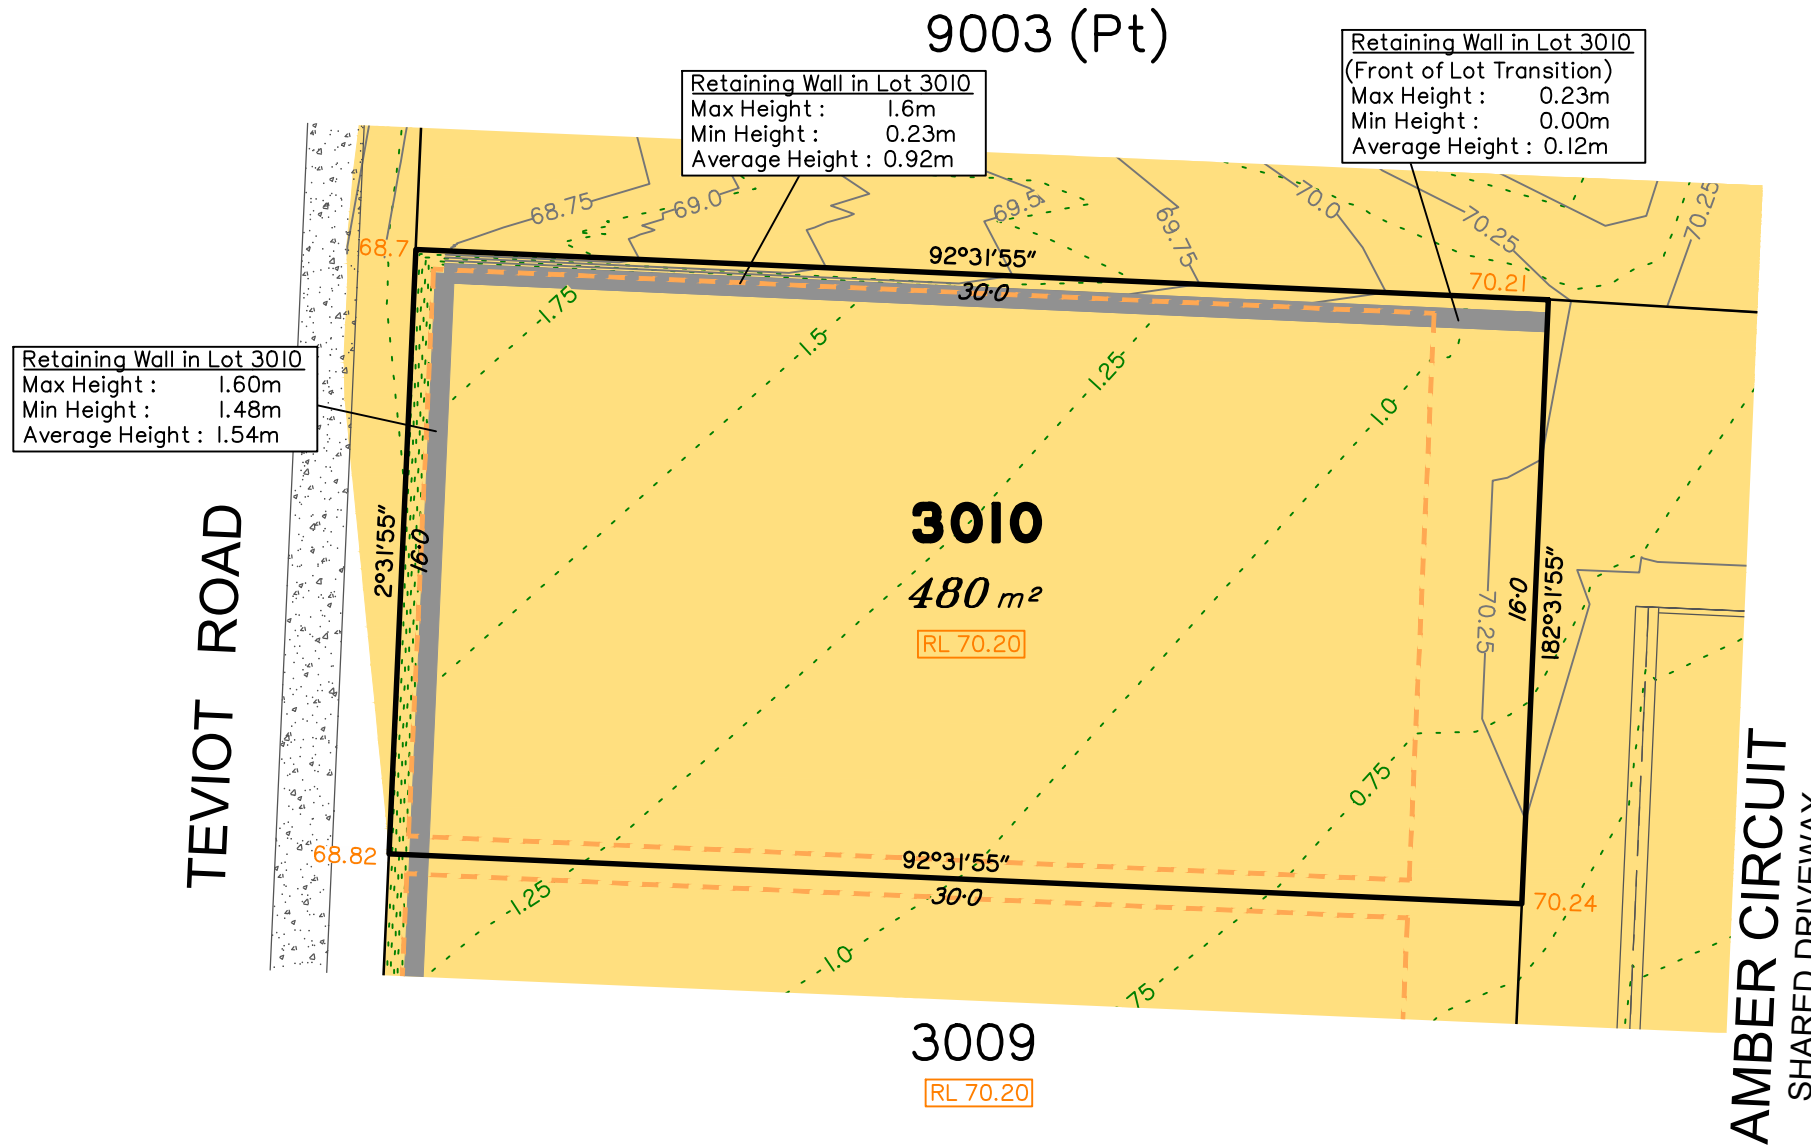 9003 (Pt)
Retaining Wall in Lot 3010
Max Height : 1.6m
Min Height : 0.23m
Average Height : 0.92m
Retaining Wall in Lot 3010
(Front of Lot Transition)
Max Height : 0.23m
Min Height : 0.00m
Average Height : 0.12m
68.75
69.0
69.5
69.75
70.0
70.25
70.25
68.7
92°31'55"
30·0
70.21
1.75
1.5
1.25
1.0
Retaining Wall in Lot 3010
Max Height : 1.60m
Min Height : 1.48m
Average Height : 1.54m
TEVIOT ROAD
2°31'55"
16·0
3010
480 m²
RL 70.20
70.25
16·0
182°31'55"
0.75
68.82
92°31'55"
30·0
70.24
1.25
1.0
75
3009
RL 70.20
AMBER CIRCUIT
SHARED DRIVEWAY